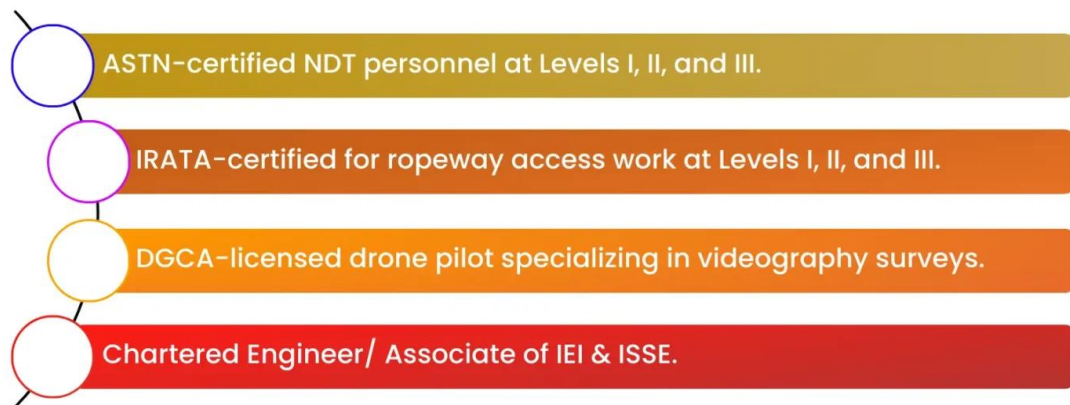 ASTN-certified NDT personnel at Levels I, II, and III.
IRATA-certified for ropeway access work at Levels I, II, and III.
DGCA-licensed drone pilot specializing in videography surveys.
Chartered Engineer/ Associate of IEI & ISSE.